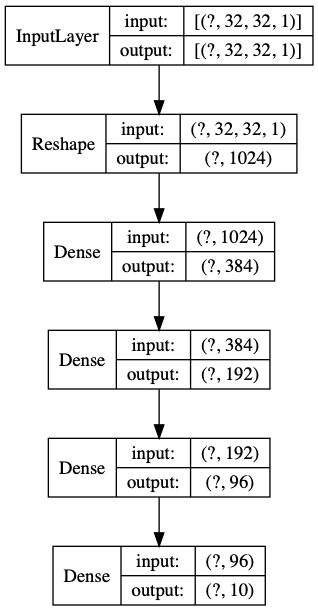 InputLayer input: [(?, 32, 32, 1)]
output: [(?, 32, 32, 1)]
Reshape input: (?, 32, 32, 1)
output: (?, 1024)
Dense input: (?, 1024)
output: (?, 384)
Dense input: (?, 384)
output: (?, 192)
Dense input: (?, 192)
output: (?, 96)
Dense input: (?, 96)
output: (?, 10)